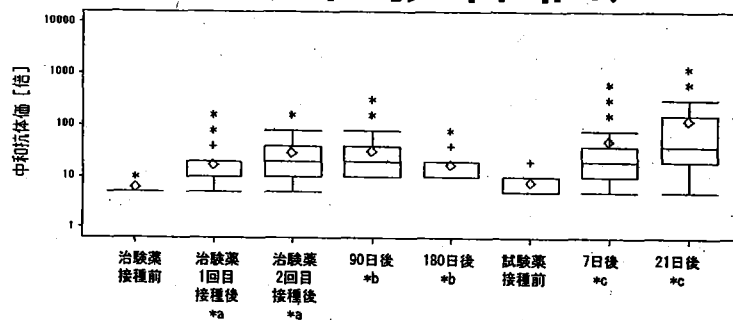 10000
1000
100
10
1
中和抗体価 [倍]
治験薬
接種前
治験薬
1回目
接種後
*a
治験薬
2回目
接種後
*a
90日後
*b
180日後
*b
試験薬
接種前
7日後
*c
21日後
*c